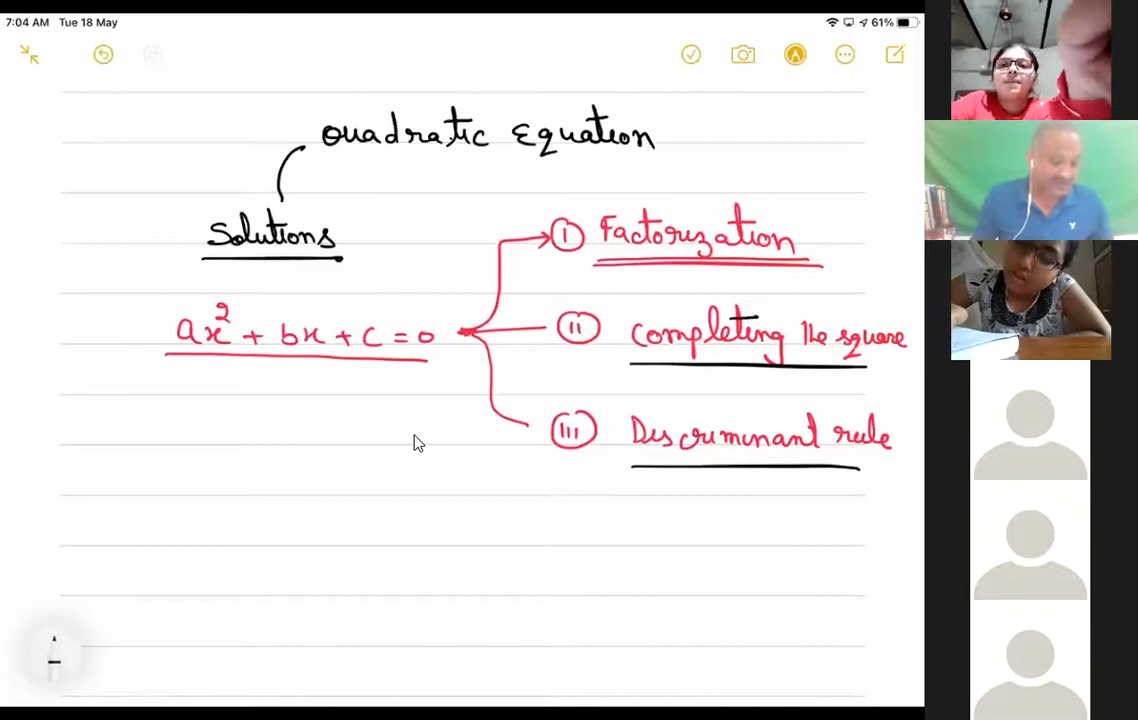 7:04 AM Tue 18 May 61%
Quadratic Equation
Solutions
ax² + bx + c = 0
(i) Factorization
(ii) completing the square
(iii) Discriminant rule